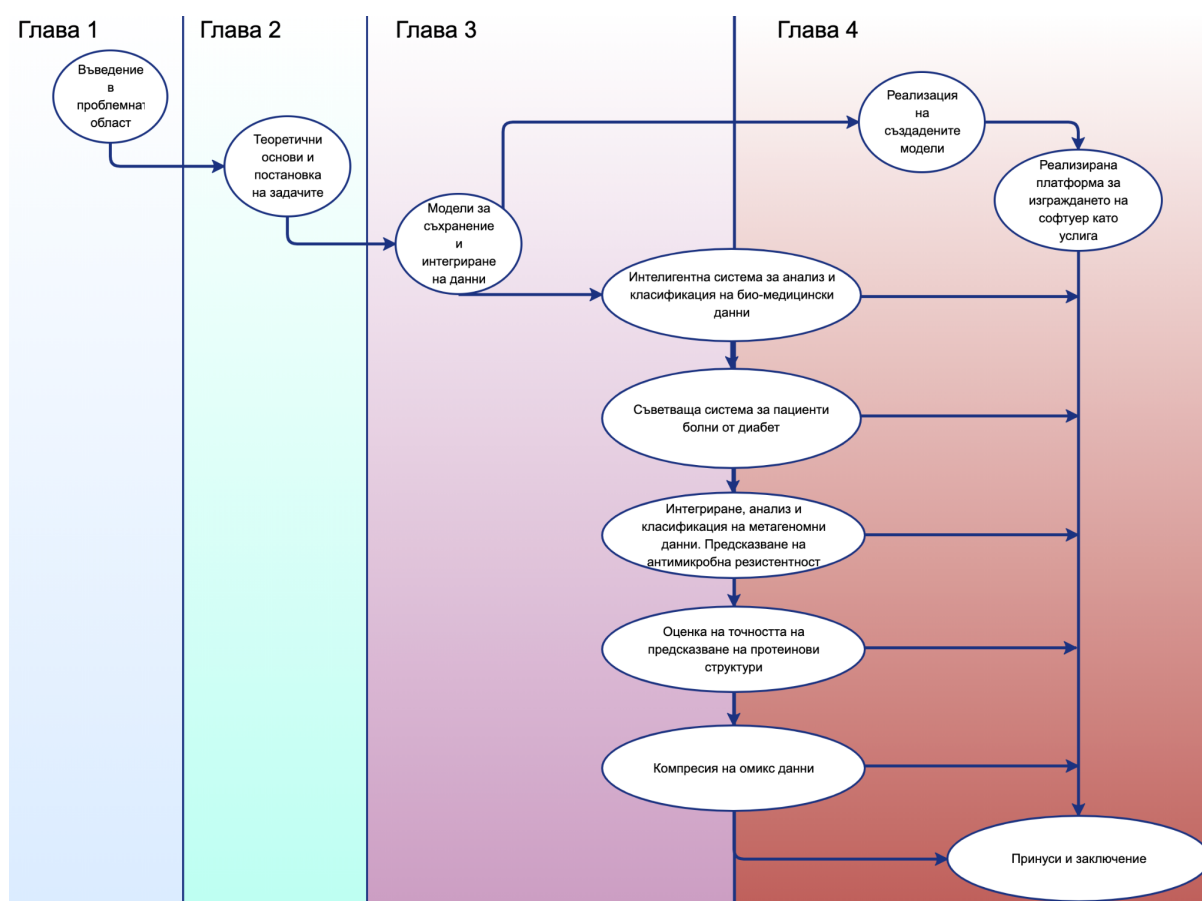 Глава 1
Глава 2
Глава 3
Глава 4
Въведение
в
проблемнат
област
Теоретични
основи и
постановка
на задачите
Модели за
съхранение
и
интегриране
на данни
Реализация
на
създадените
модели
Реализирана
платформа за
изграждането на
софтуер като
услига
Интелигентна система за анализ и
класификация на био-медицински
данни
Съветваща система за пациенти
болни от диабет
Интегриране, анализ и
класификация на метагеномни
данни. Предсказване на
антимикробна резистентност
Оценка на точността на
предсказване на протеинови
структури
Компресия на омикс данни
Принуси и заключение